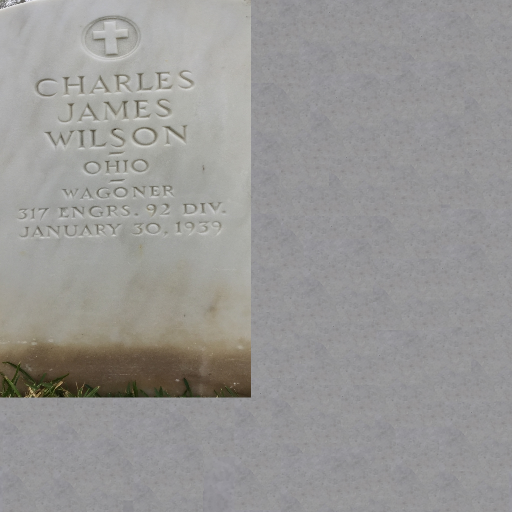 CHARLES
JAMES
WILSON
OHIO
WAGONER
317 ENGRS. 92 DIV.
JANUARY 30, 1939